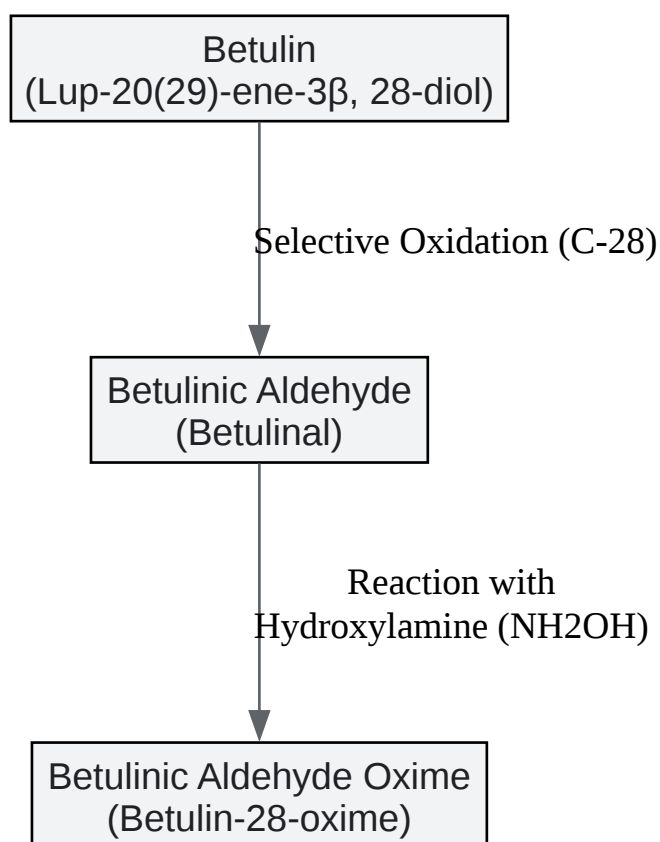 Betulin
(Lup-20(29)-ene-3β, 28-diol)
Selective Oxidation (C-28)
Betulinic Aldehyde
(Betulinal)
Reaction with
Hydroxylamine (NH2OH)
Betulinic Aldehyde Oxime
(Betulin-28-oxime)